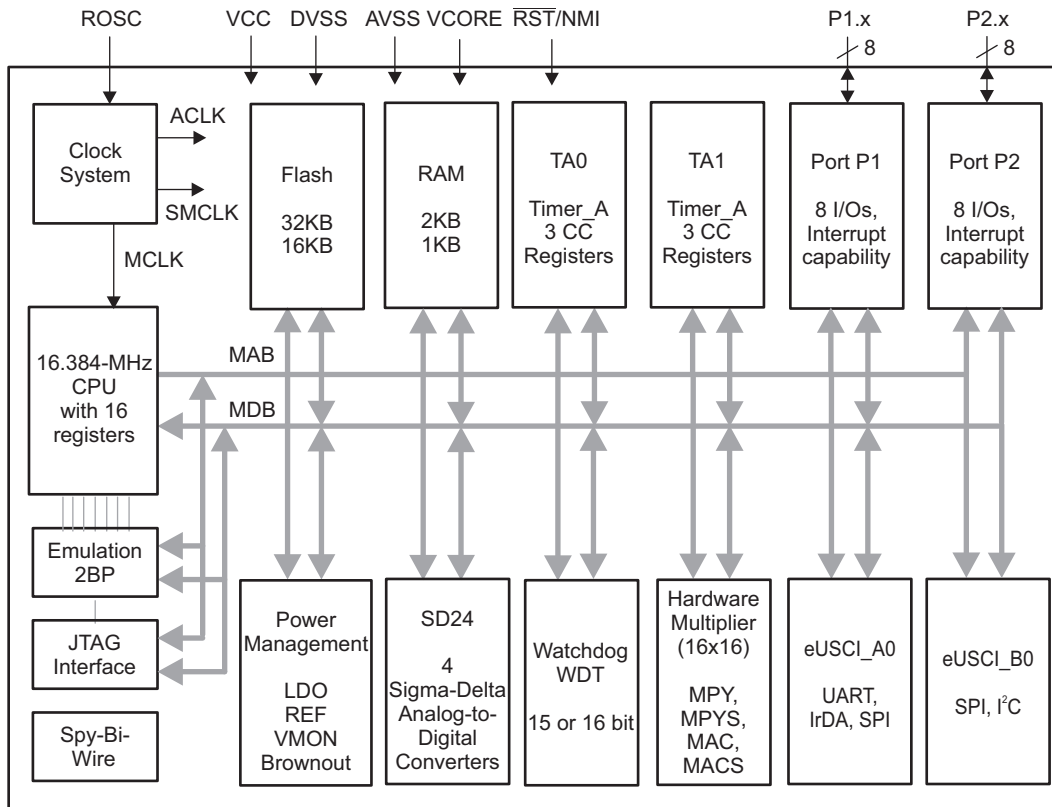 ROSC
VCC
DVSS
AVSS
VCORE
RST/NMI
P1.x
P2.x
8
8
Clock
System
ACLK
SMCLK
MCLK
Flash
32KB
16KB
RAM
2KB
1KB
TA0
Timer_A
3 CC
Registers
TA1
Timer_A
3 CC
Registers
Port P1
8 I/Os,
Interrupt
capability
Port P2
8 I/Os,
Interrupt
capability
16.384-MHz
CPU
with 16
registers
MAB
MDB
Emulation
2BP
JTAG
Interface
Spy-Bi-
Wire
Power
Management
LDO
REF
VMON
Brownout
SD24
4
Sigma-Delta
Analog-to-
Digital
Converters
Watchdog
WDT
15 or 16 bit
Hardware
Multiplier
(16x16)
MPY,
MPYS,
MAC,
MACS
eUSCI_A0
UART,
IrDA, SPI
eUSCI_B0
SPI, I²C